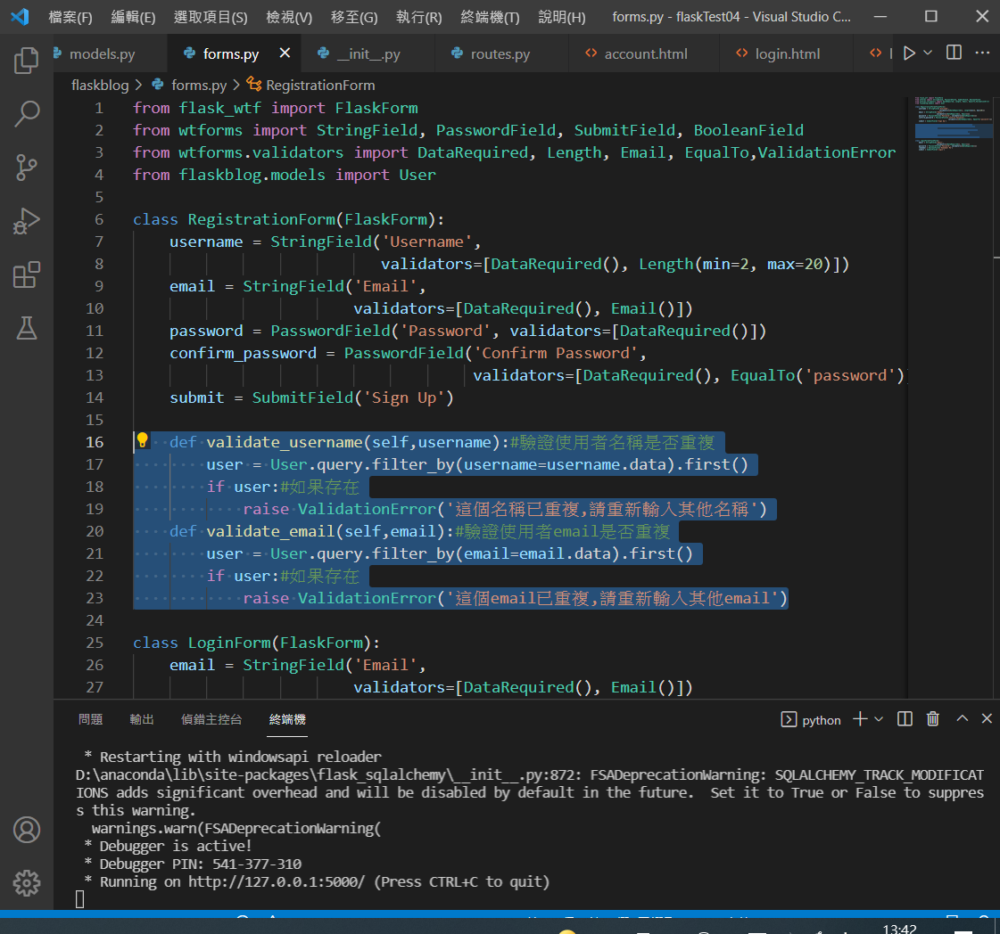 檔案(F) 編輯(E) 選取項目(S) 檢視(V) 移至(G) 執行(R) 終端機(T) 說明(H) forms.py - flaskTest04 - Visual Studio C...
models.py forms.py __init__.py routes.py account.html login.html
flaskblog > forms.py > RegistrationForm
1 from flask_wtf import FlaskForm
2 from wtforms import StringField, PasswordField, SubmitField, BooleanField
3 from wtforms.validators import DataRequired, Length, Email, EqualTo,ValidationError
4 from flaskblog.models import User
5
6 class RegistrationForm(FlaskForm):
7 username = StringField('Username',
8 validators=[DataRequired(), Length(min=2, max=20)])
9 email = StringField('Email',
10 validators=[DataRequired(), Email()])
11 password = PasswordField('Password', validators=[DataRequired()])
12 confirm_password = PasswordField('Confirm Password',
13 validators=[DataRequired(), EqualTo('password')
14 submit = SubmitField('Sign Up')
15
16 def validate_username(self,username):#驗證使用者名稱是否重複
17 user = User.query.filter_by(username=username.data).first()
18 if user:#如果存在
19 raise ValidationError('這個名稱已重複,請重新輸入其他名稱')
20 def validate_email(self,email):#驗證使用者email是否重複
21 user = User.query.filter_by(email=email.data).first()
22 if user:#如果存在
23 raise ValidationError('這個email已重複,請重新輸入其他email')
24
25 class LoginForm(FlaskForm):
26 email = StringField('Email',
27 validators=[DataRequired(), Email()])
問題 輸出 偵錯主控台 終端機 python
* Restarting with windowsapi reloader
D:\anaconda\lib\site-packages\flask_sqlalchemy\__init__.py:872: FSADeprecationWarning: SQLALCHEMY_TRACK_MODIFICAT
IONS adds significant overhead and will be disabled by default in the future.  Set it to True or False to suppres
s this warning.
warnings.warn(FSADeprecationWarning(
* Debugger is active!
* Debugger PIN: 541-377-310
* Running on http://127.0.0.1:5000/ (Press CTRL+C to quit)
13:42